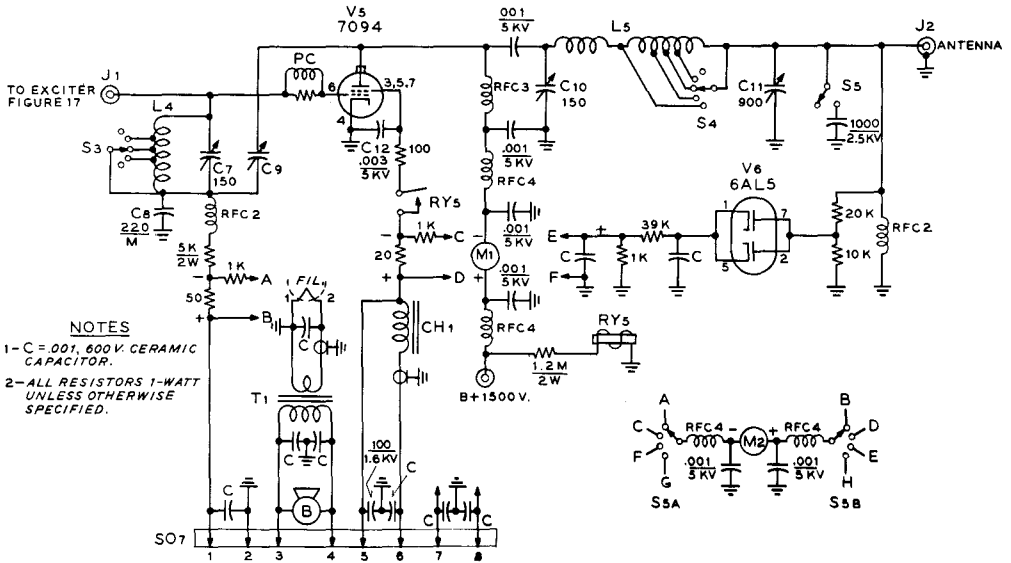 V5
7094
.001
5KV
L5
J2
ANTENNA
PC
J1
TO EXCITER
FIGURE 17
6
3,5,7
4
RFC3
C10
150
C11
900
S5
S4
L4
S3
C7
150
C9
C12
.003
5KV
100
.001
5KV
1000
2.5KV
RFC4
V6
6AL5
C8
220
M
RFC2
RY5
.001
5KV
1
7
5
2
20K
10K
RFC2
5K
2W
1K
A
-
50
+
B
-
1K
C
20
+
D
-
M1
+
.001
5KV
E
+
39K
C
1K
C
F
FIL.
1
2
C
CH1
RFC4
RY5
1.2M
2W
B+1500V.
NOTES
1-C=.001, 600V. CERAMIC
CAPACITOR.
2-ALL RESISTORS 1-WATT
UNLESS OTHERWISE
SPECIFIED.
T1
C
C
100
1.6KV
C
A
B
C
F
G
RFC4
-
M2
+
RFC4
D
E
H
.001
5KV
.001
5KV
S5A
S5B
C
B
C
C
SO7
1
2
3
4
5
6
7
8